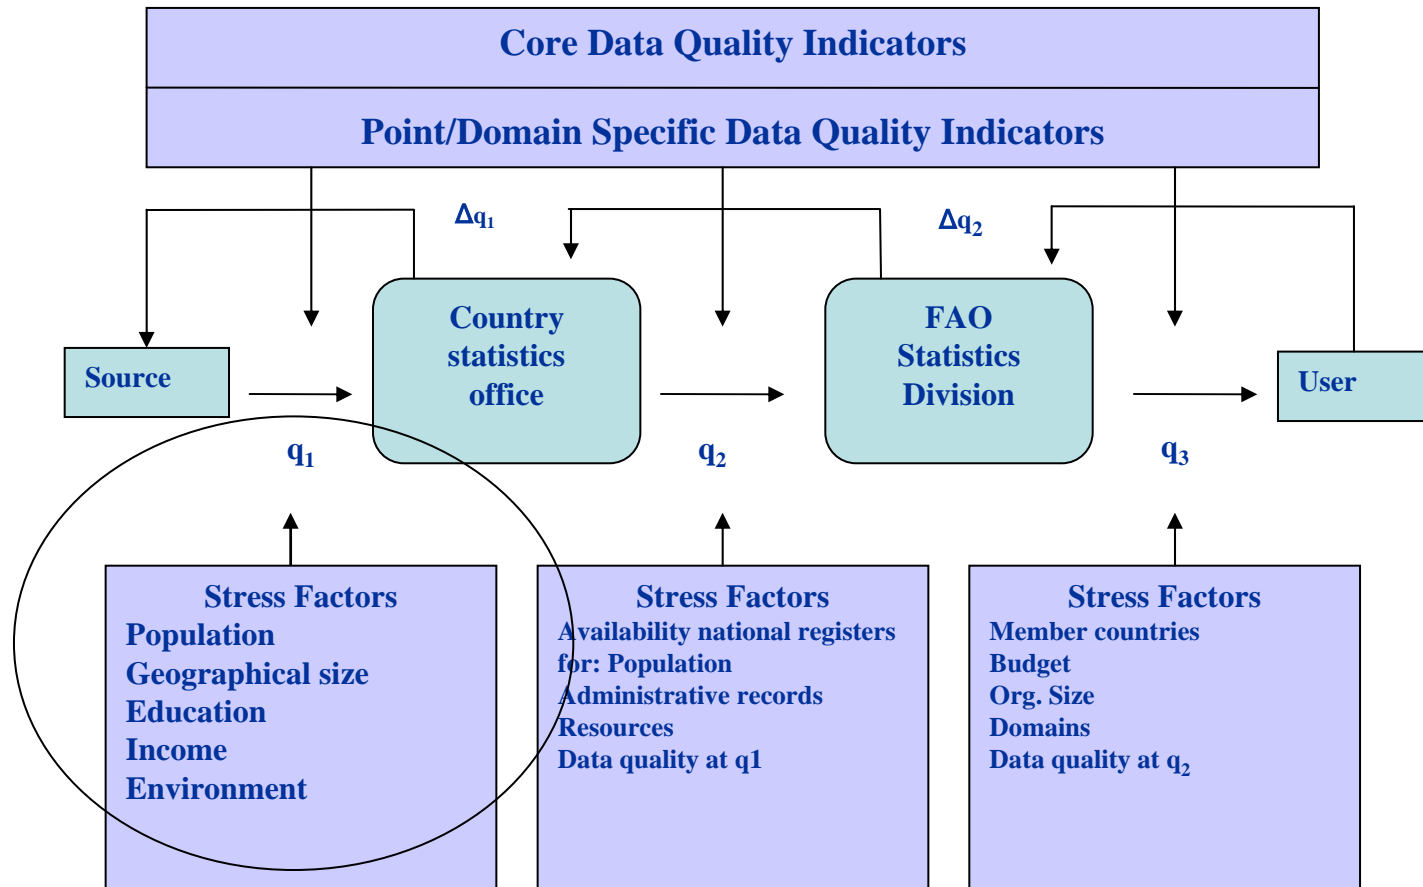 Core Data Quality Indicators
Point/Domain Specific Data Quality Indicators
Δq₁
Δq₂
Source
Country
statistics
office
FAO
Statistics
Division
User
q₁
q₂
q₃
Stress Factors
Population
Geographical size
Education
Income
Environment
Stress Factors
Availability national registers
for: Population
Administrative records
Resources
Data quality at q1
Stress Factors
Member countries
Budget
Org. Size
Domains
Data quality at q₂